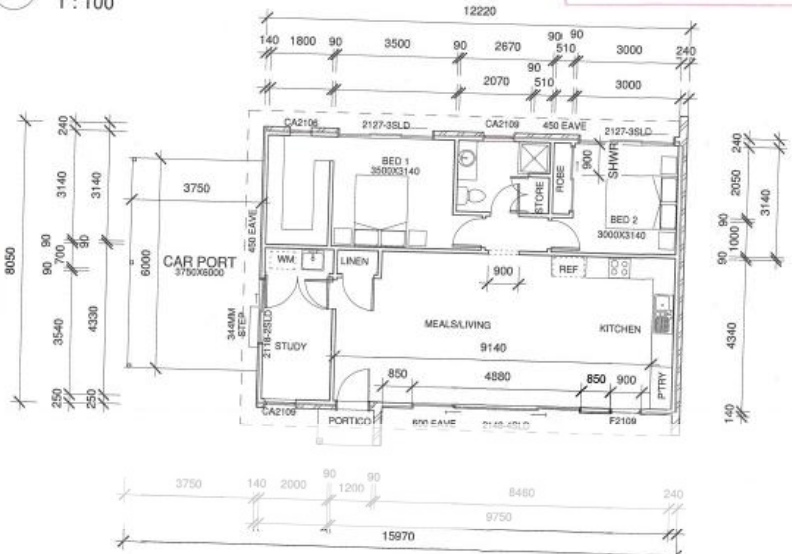 1 : 100
12220
140 1800 90 3500 90 2670 90 510 90 3000 240
2070 90 510 3000
CA2106 2127-3SLD CA2109 450 EAVE 2127-3SLD
240
3140
90
700
90
3540
250
8050
3140
90
4330
250
3750
6000
CAR PORT
3750X6000
450 EAVE
BED 1
3500X3140
STORE
ROBE
900
SHWR
BED 2
3000X3140
240
2050
90
1000
90
3140
4340
140
WM
LINEN
900
REF
344MM
STEP
2118-2SLD
STUDY
MEALS/LIVING
KITCHEN
9140
850 4880 850 900
P'TRY
CA2109
PORTICO
600 EAVE
F2109
3750 140 2000 90 1200 90 8460 240
9750
15970